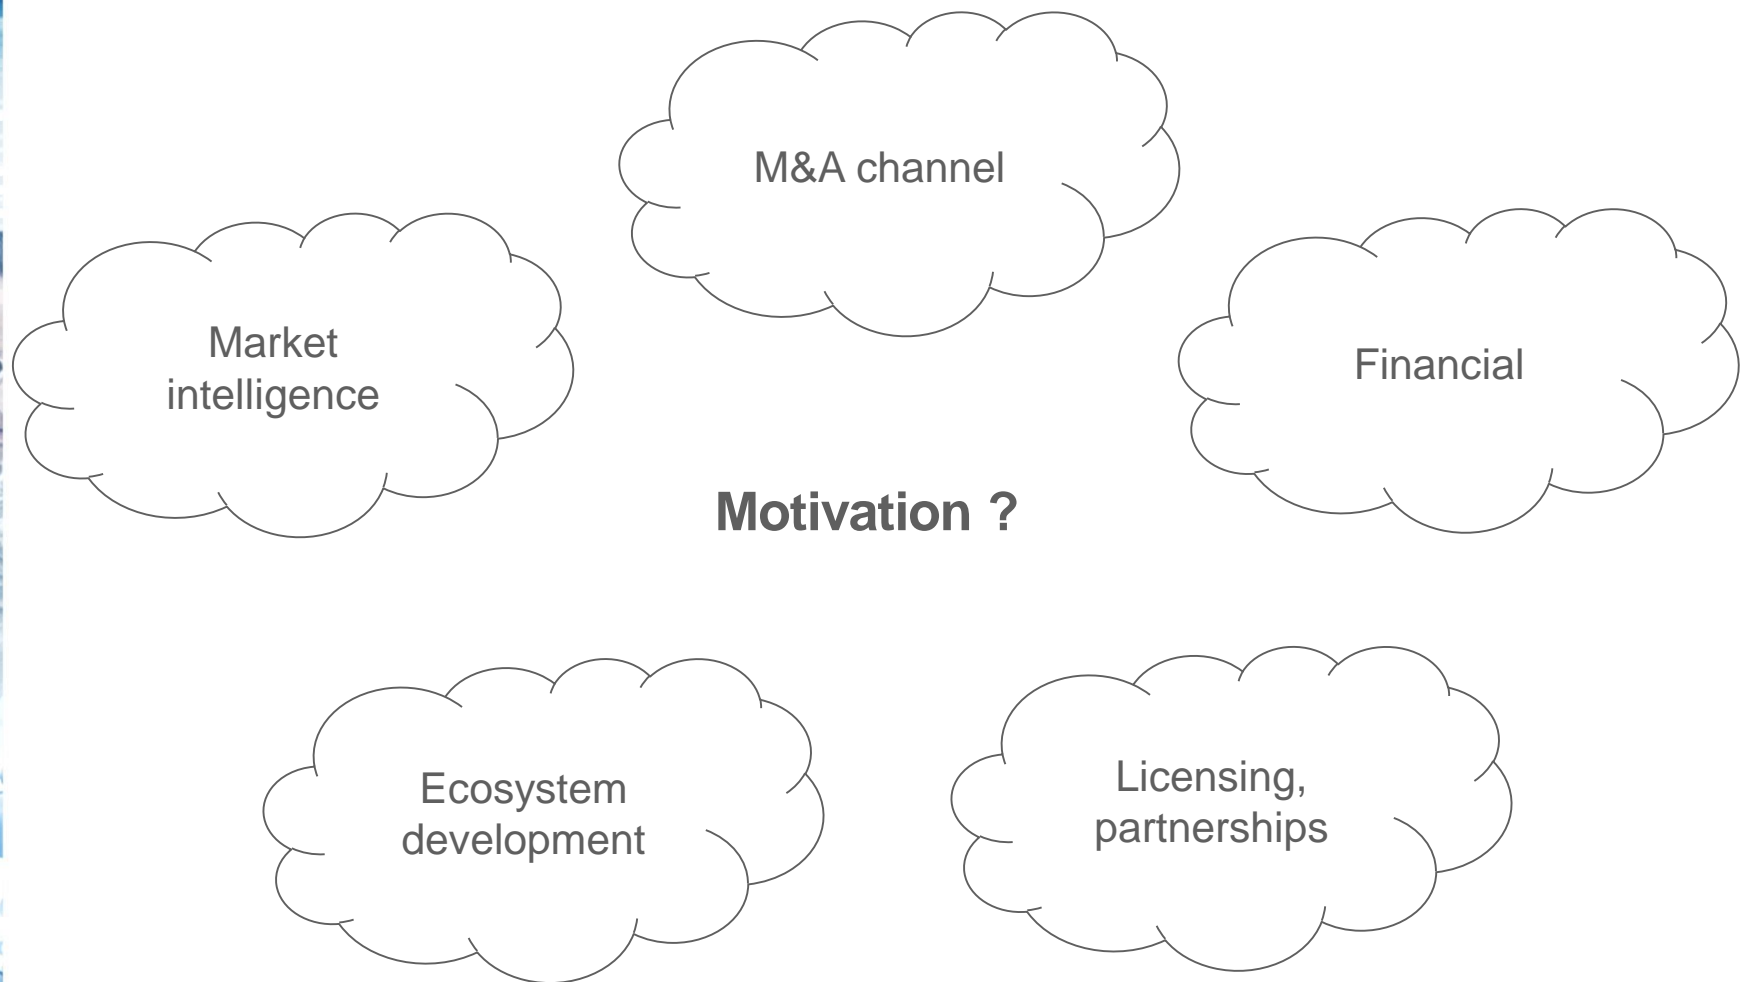 M&A channel
Market
intelligence
Financial
Motivation ?
Ecosystem
development
Licensing,
partnerships